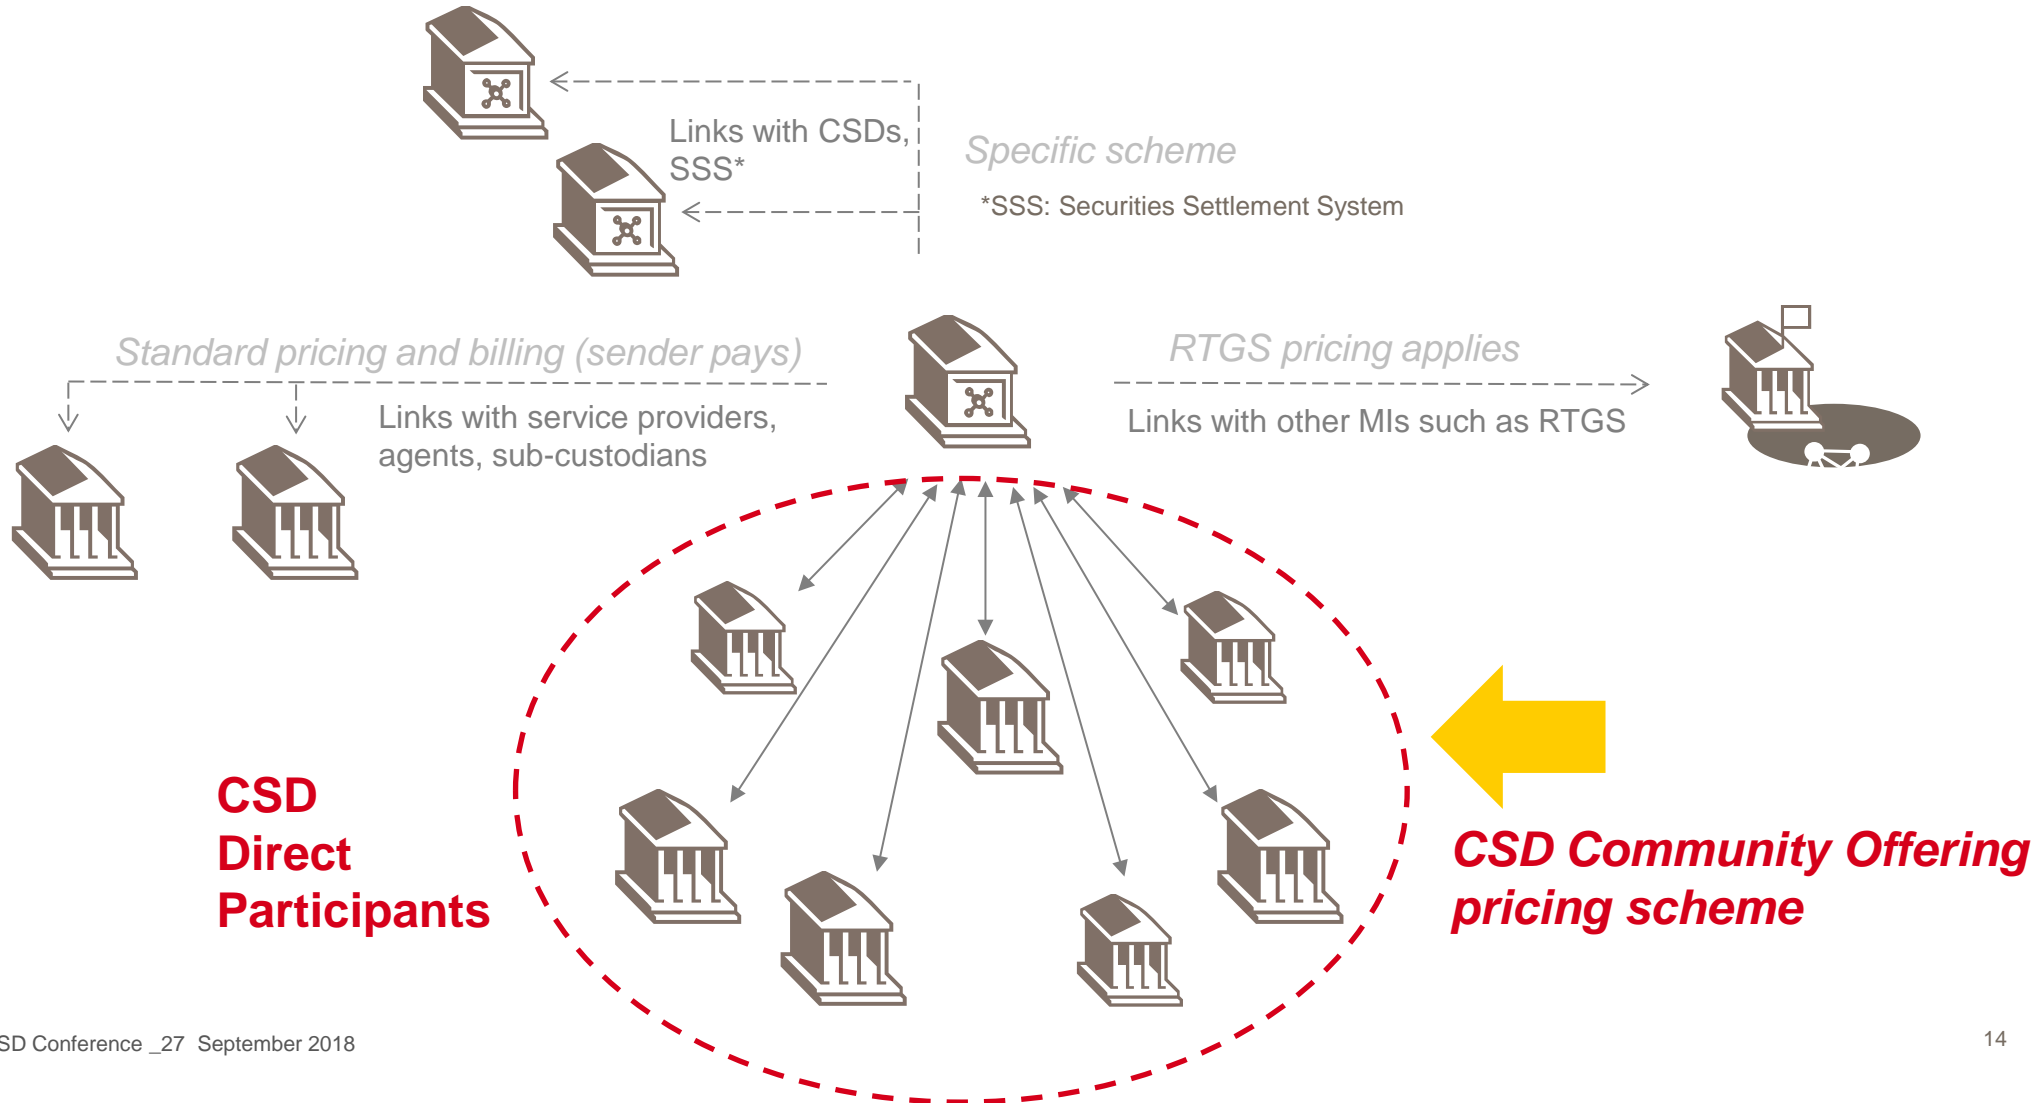 Links with CSDs,
SSS*
Specific scheme
*SSS: Securities Settlement System
Standard pricing and billing (sender pays)
RTGS pricing applies
Links with service providers,
agents, sub-custodians
Links with other MIs such as RTGS
CSD
Direct
Participants
CSD Community Offering
pricing scheme
SD Conference _27 September 2018
14